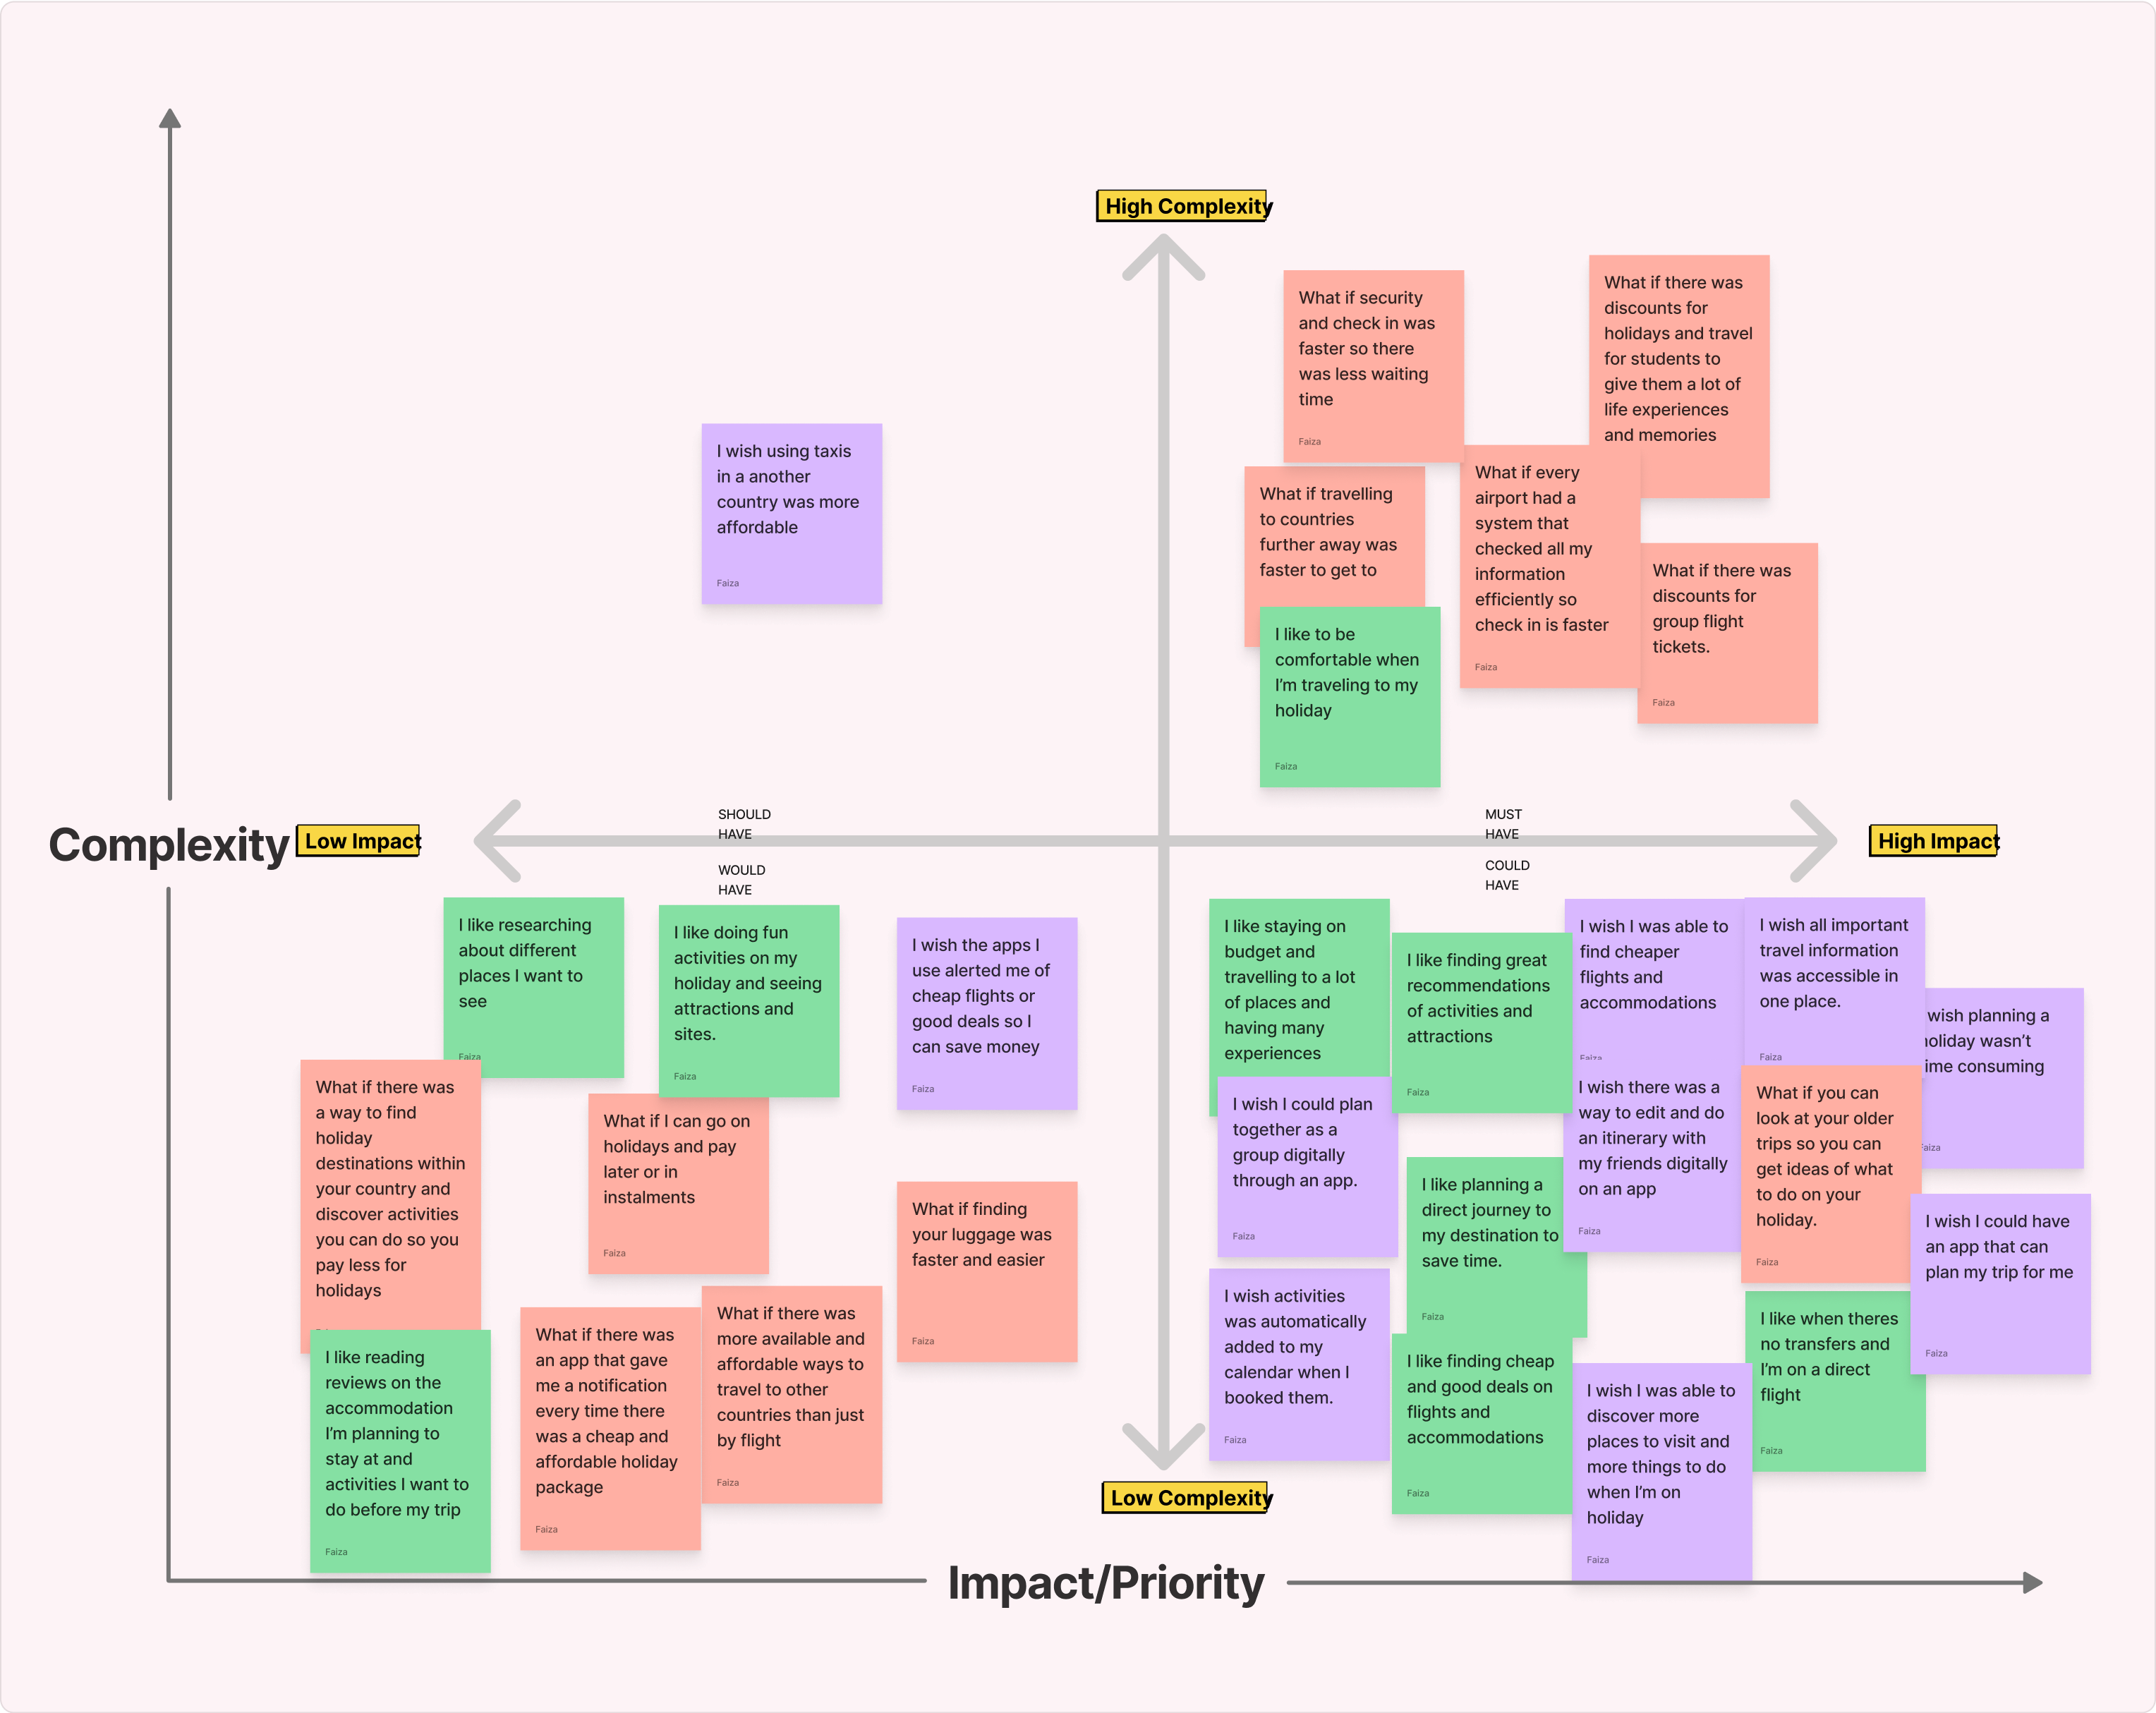 High Complexity
What if security
and check in was
faster so there
was less waiting
time
Faiza
What if there was
discounts for
holidays and travel
for students to
give them a lot of
life experiences
and memories
I wish using taxis
in a another
country was more
affordable
Faiza
What if travelling
to countries
further away was
faster to get to
What if every
airport had a
system that
checked all my
information
efficiently so
check in is faster
Faiza
What if there was
discounts for
group flight
tickets.
Faiza
I like to be
comfortable when
I'm traveling to my
holiday
Faiza
Complexity
Low Impact
SHOULD
HAVE
WOULD
HAVE
MUST
HAVE
COULD
HAVE
High Impact
I like researching
about different
places I want to
see
Faiza
I like doing fun
activities on my
holiday and seeing
attractions and
sites.
Faiza
I wish the apps I
use alerted me of
cheap flights or
good deals so I
can save money
Faiza
What if there was
a way to find
holiday
destinations within
your country and
discover activities
you can do so you
pay less for
holidays
What if I can go on
holidays and pay
later or in
instalments
Faiza
What if finding
your luggage was
faster and easier
Faiza
I like reading
reviews on the
accommodation
I'm planning to
stay at and
activities I want to
do before my trip
Faiza
What if there was
an app that gave
me a notification
every time there
was a cheap and
affordable holiday
package
Faiza
What if there was
more available and
affordable ways to
travel to other
countries than just
by flight
Faiza
I like staying on
budget and
travelling to a lot
of places and
having many
experiences
I like finding great
recommendations
of activities and
attractions
Faiza
I wish I was able to
find cheaper
flights and
accommodations
Faiza
I wish all important
travel information
was accessible in
one place.
Faiza
wish planning a
holiday wasn't
time consuming
Faiza
I wish I could plan
together as a
group digitally
through an app.
Faiza
I like planning a
direct journey to
my destination to
save time.
Faiza
I wish there was a
way to edit and do
an itinerary with
my friends digitally
on an app
Faiza
What if you can
look at your older
trips so you can
get ideas of what
to do on your
holiday.
Faiza
I wish I could have
an app that can
plan my trip for me
Faiza
I wish activities
was automatically
added to my
calendar when I
booked them.
Faiza
I like finding cheap
and good deals on
flights and
accommodations
Faiza
I wish I was able to
discover more
places to visit and
more things to do
when I'm on
holiday
Faiza
I like when theres
no transfers and
I'm on a direct
flight
Faiza
Low Complexity
Impact/Priority